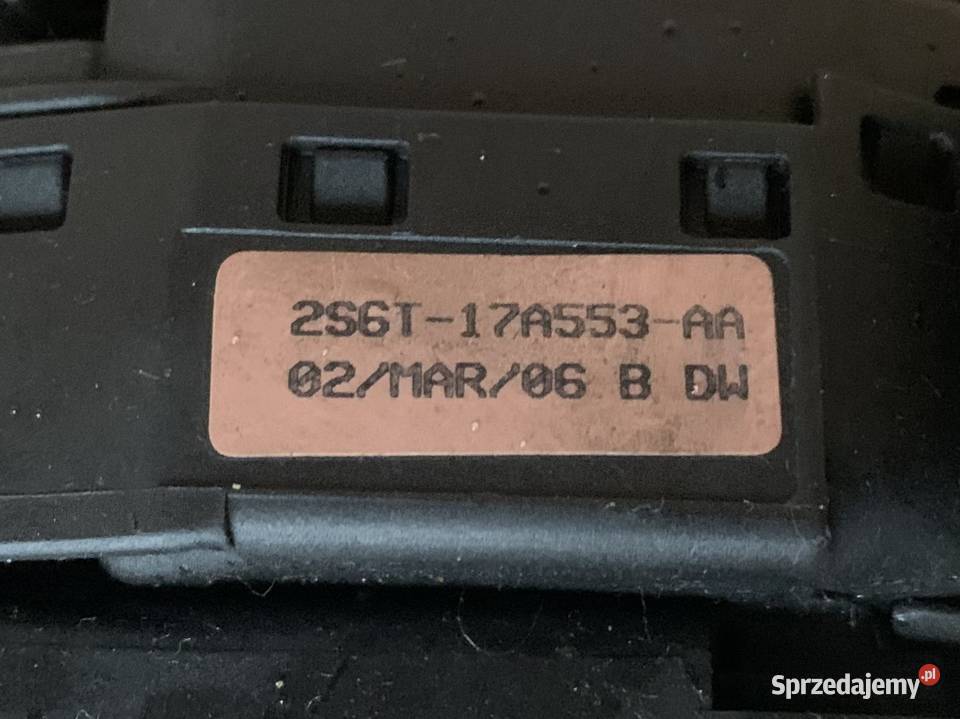 2S6T-17A553-AA
02/MAR/06 B DW
Sprzedajemy.pl